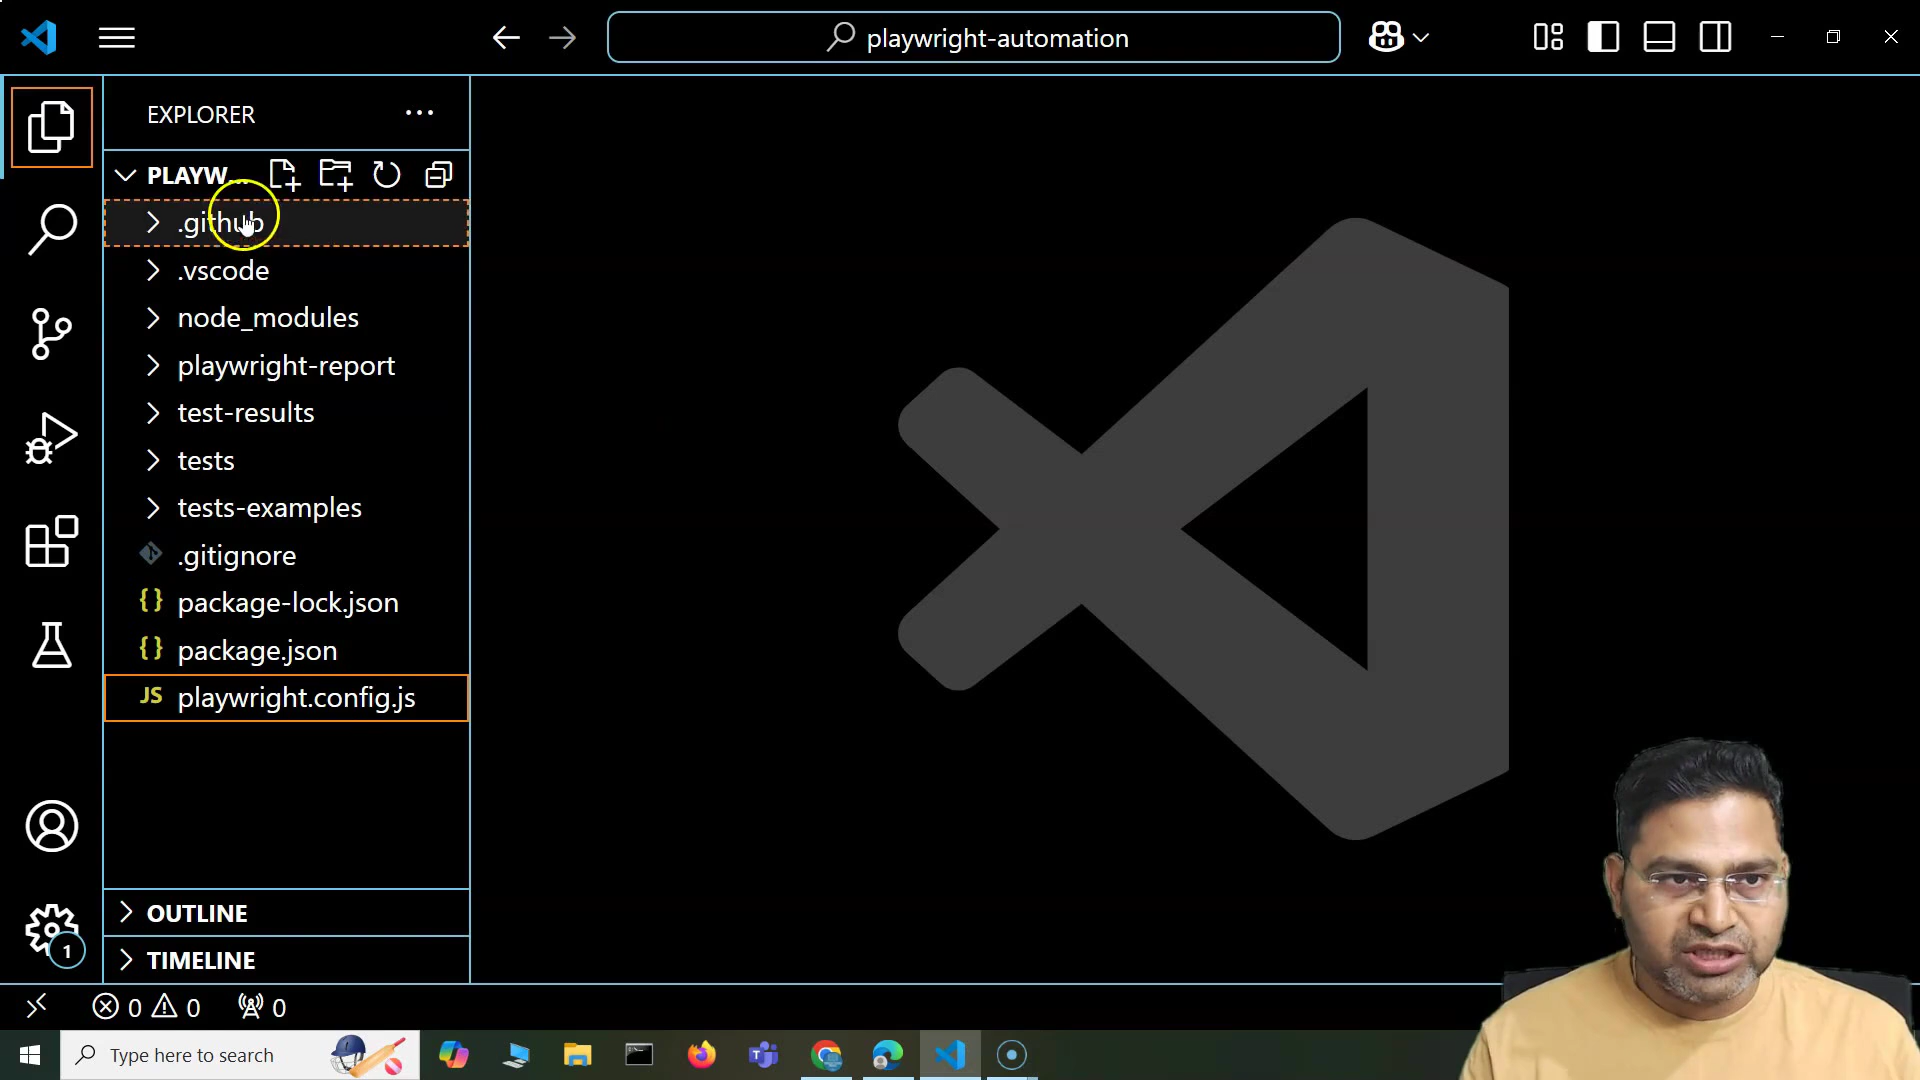 playwright-automation
EXPLORER
PLAYW...
.github
.vscode
node_modules
playwright-report
test-results
tests
tests-examples
.gitignore
{} package-lock.json
{} package.json
JS playwright.config.js
OUTLINE
1
TIMELINE
0 0 0
Type here to search